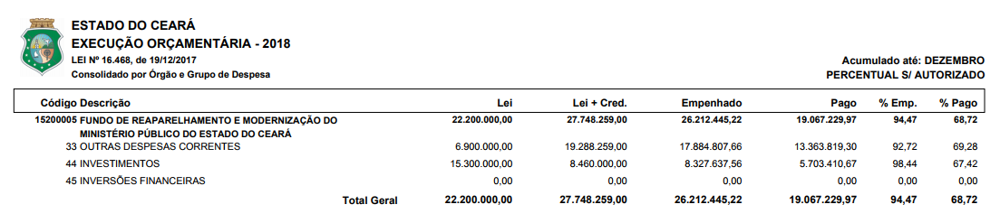 ESTADO DO CEARÁ
EXECUÇÃO ORÇAMENTÁRIA - 2018
LEI Nº 16.468, de 19/12/2017
Consolidado por Órgão e Grupo de Despesa
Acumulado até: DEZEMBRO
PERCENTUAL S/ AUTORIZADO
Código Descrição Lei Lei + Cred. Empenhado Pago % Emp. % Pago
15200005 FUNDO DE REAPARELHAMENTO E MODERNIZAÇÃO DO 22.200.000,00 27.748.259,00 26.212.445,22 19.067.229,97 94,47 68,72
MINISTÉRIO PÚBLICO DO ESTADO DO CEARÁ
33 OUTRAS DESPESAS CORRENTES 6.900.000,00 19.288.259,00 17.884.807,66 13.363.819,30 92,72 69,28
44 INVESTIMENTOS 15.300.000,00 8.460.000,00 8.327.637,56 5.703.410,67 98,44 67,42
45 INVERSÕES FINANCEIRAS 0,00 0,00 0,00 0,00 0,00 0,00
Total Geral 22.200.000,00 27.748.259,00 26.212.445,22 19.067.229,97 94,47 68,72